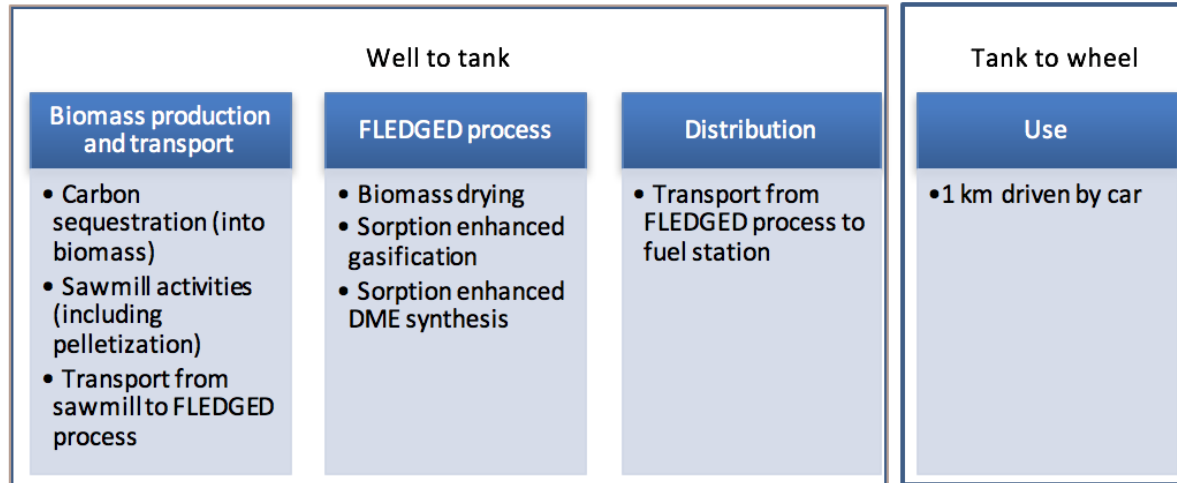 Well to tank
Biomass production
and transport
• Carbon
sequestration (into
biomass)
• Sawmill activities
(including
pelletization)
• Transport from
sawmill to FLEDGED
process
FLEDGED process
• Biomass drying
• Sorption enhanced
gasification
• Sorption enhanced
DME synthesis
Distribution
• Transport from
FLEDGED process to
fuel station
Tank to wheel
Use
•1 km driven by car